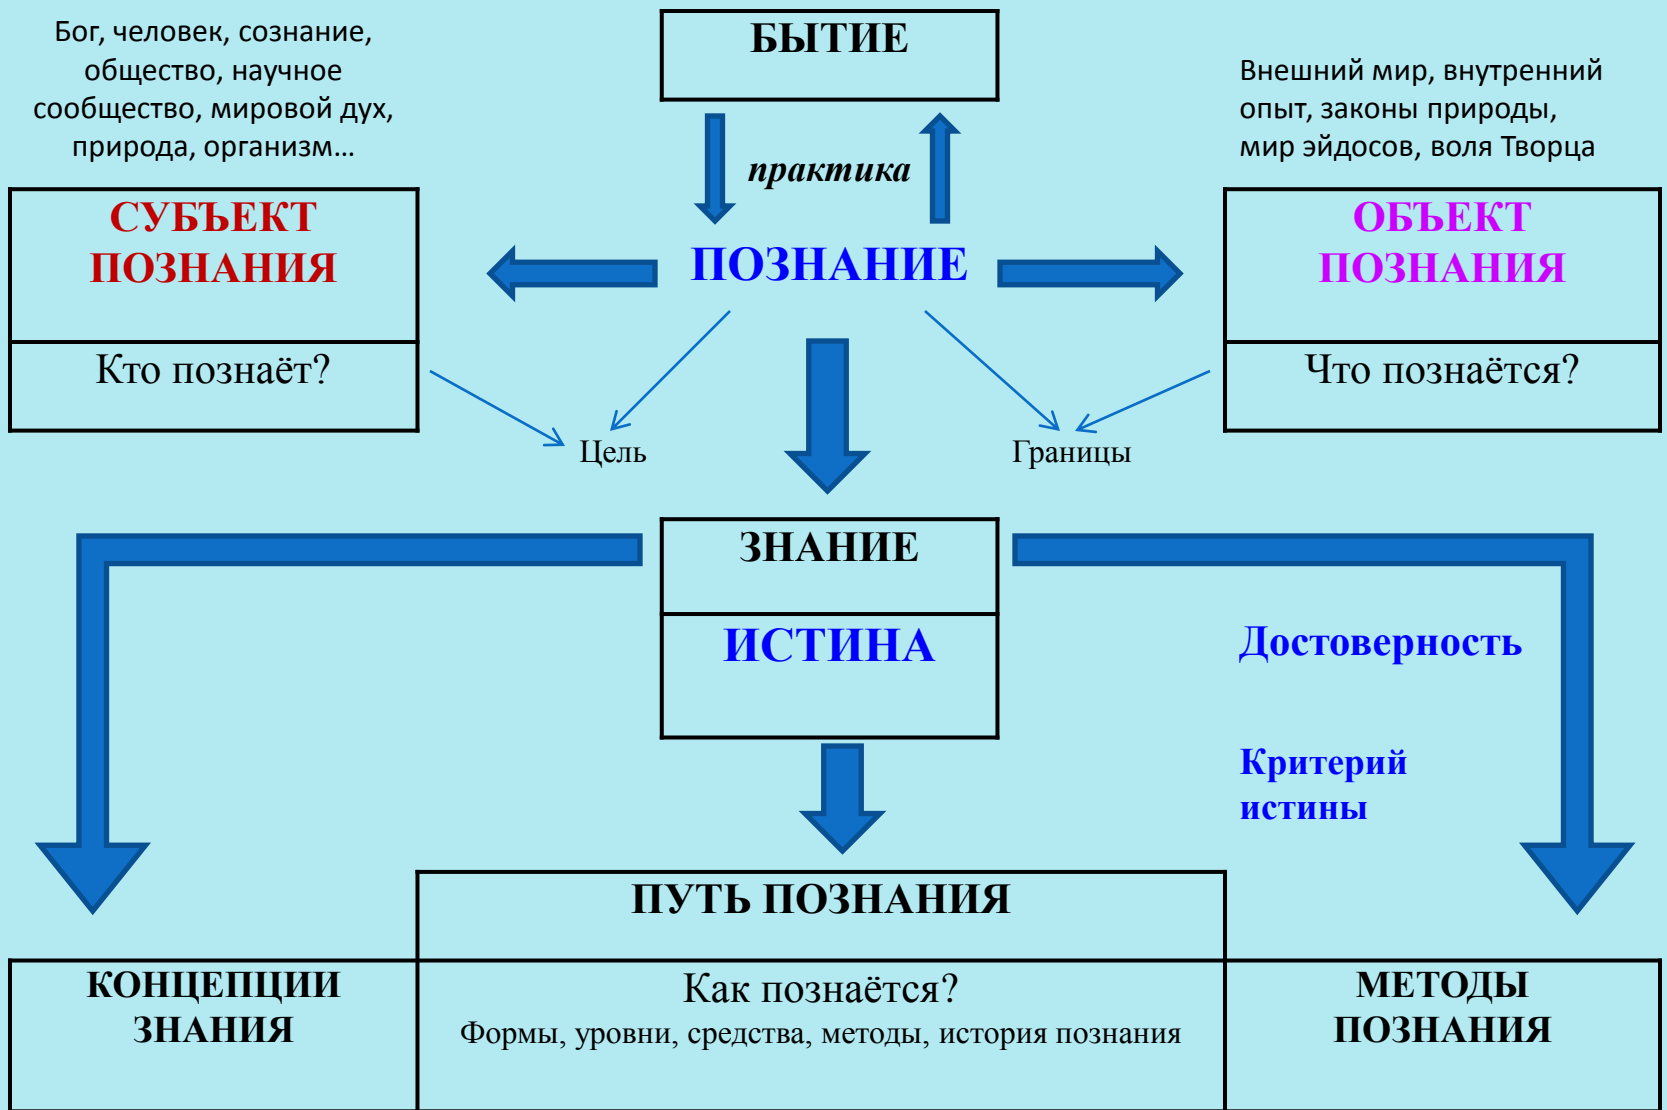 Бог, человек, сознание,
общество, научное
сообщество, мировой дух,
природа, организм...
БЫТИЕ
Внешний мир, внутренний
опыт, законы природы,
мир эйдосов, воля Творца
практика
СУБЪЕКТ
ПОЗНАНИЯ
ПОЗНАНИЕ
ОБЪЕКТ
ПОЗНАНИЯ
Кто познаёт?
Что познаётся?
Цель
Границы
ЗНАНИЕ
ИСТИНА
Достоверность
Критерий
истины
ПУТЬ ПОЗНАНИЯ
КОНЦЕПЦИИ
ЗНАНИЯ
Как познаётся?
Формы, уровни, средства, методы, история познания
МЕТОДЫ
ПОЗНАНИЯ